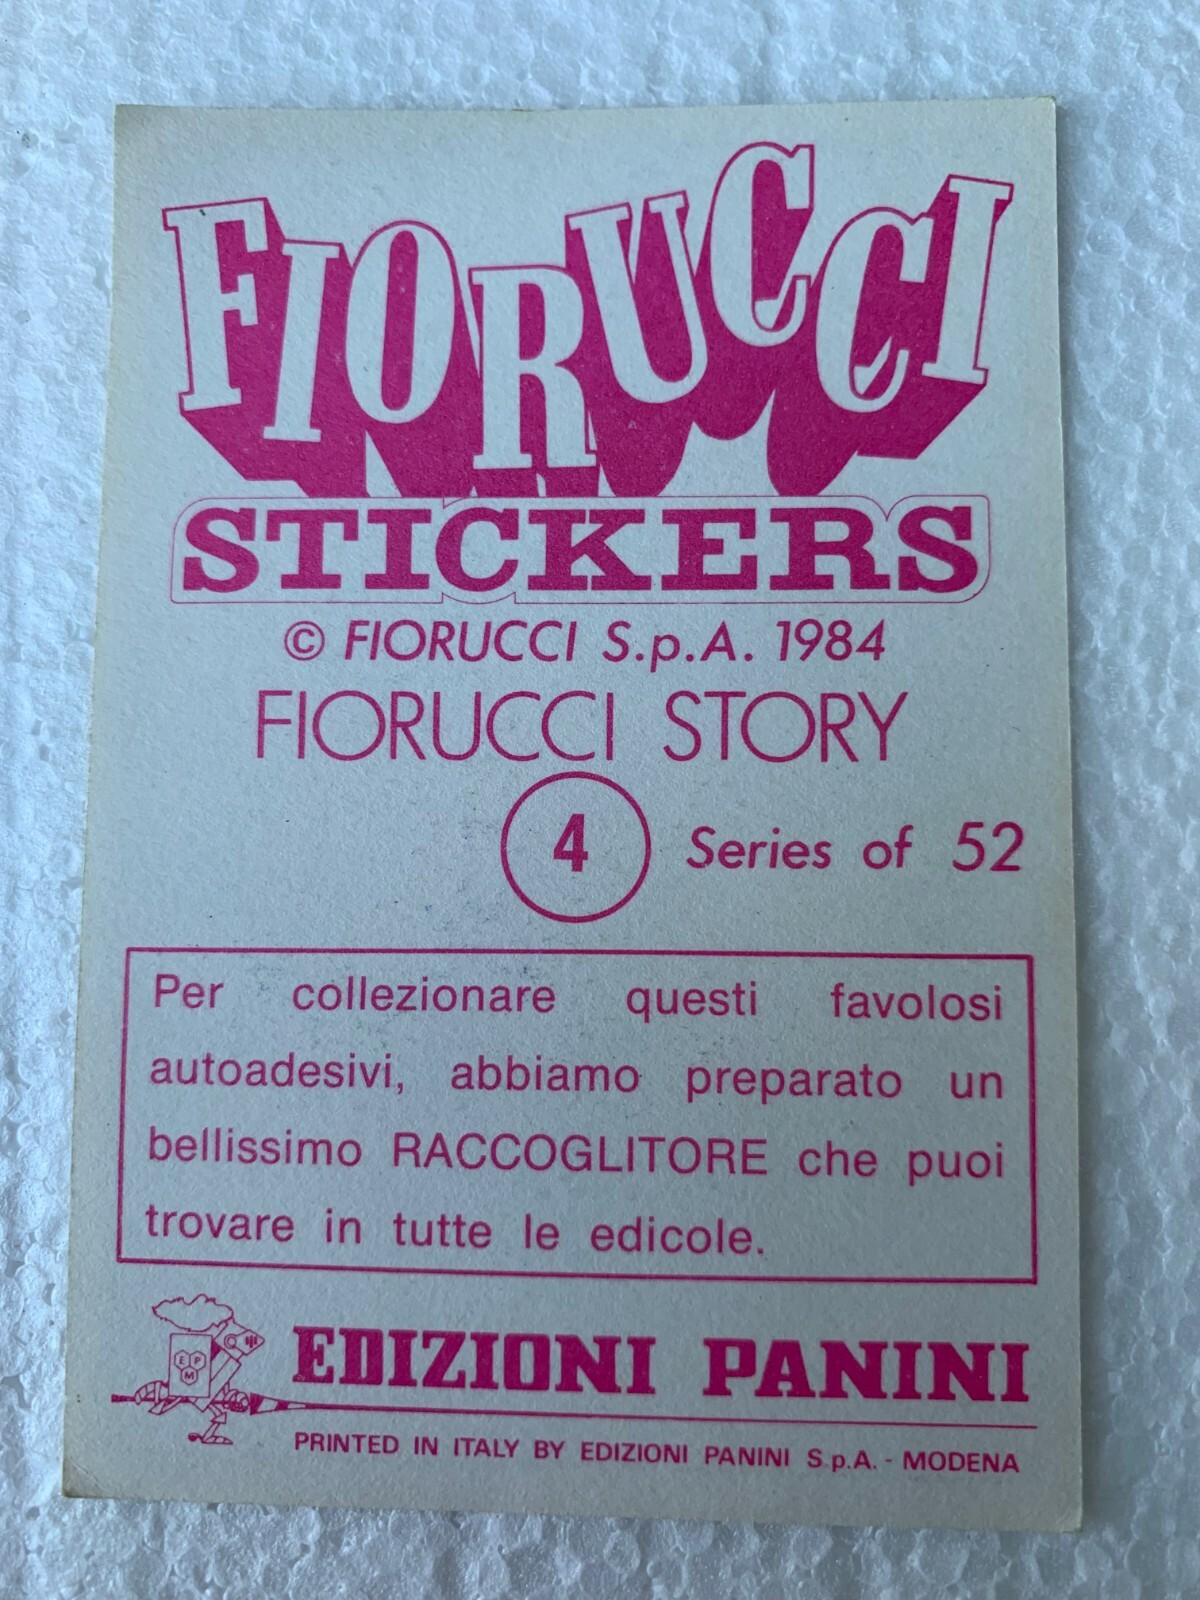 FIORUCCI
STICKERS
© FIORUCCI S.p.A. 1984
FIORUCCI STORY
4 Series of 52
Per collezionare questi favolosi
autoadesivi, abbiamo preparato un
bellissimo RACCOGLITORE che puoi
trovare in tutte le edicole.
E P
M
EDIZIONI PANINI
PRINTED IN ITALY BY EDIZIONI PANINI S.p.A. - MODENA